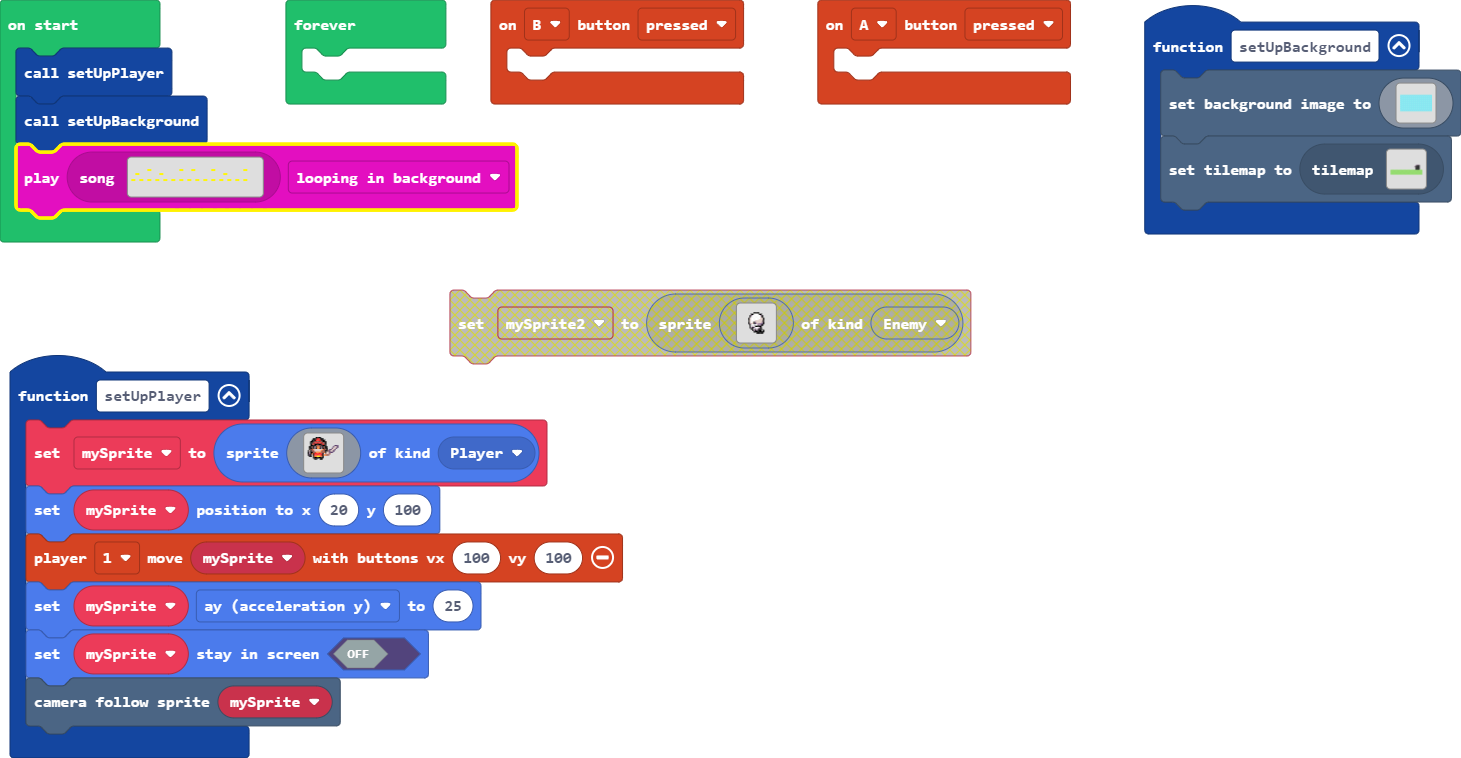 on start
call setUpPlayer
call setUpBackground
play song looping in background
forever
on B button pressed
on A button pressed
function setUpBackground
set background image to
set tilemap to tilemap
set mySprite2 to sprite of kind Enemy
function setUpPlayer
set mySprite to sprite of kind Player
set mySprite position to x 20 y 100
player 1 move mySprite with buttons vx 100 vy 100
set mySprite ay (acceleration y) to 25
set mySprite stay in screen OFF
camera follow sprite mySprite